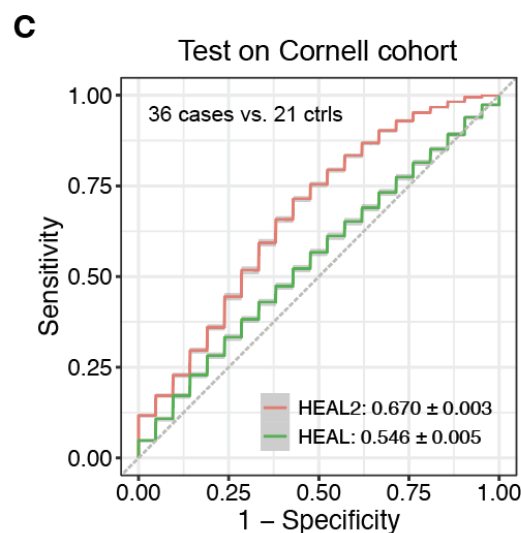 C
Test on Cornell cohort
36 cases vs. 21 ctrls
Sensitivity
1.00
0.75
0.50
0.25
0.00
HEAL2: 0.670 ± 0.003
HEAL: 0.546 ± 0.005
0.00 0.25 0.50 0.75 1.00
1 − Specificity